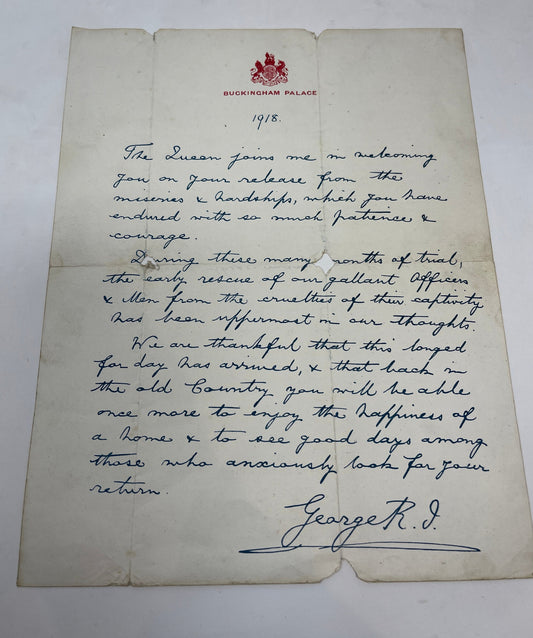 BUCKINGHAM PALACE
1918.
The Queen joins me in welcoming
you on your release from the
miseries & hardships, which you have
endured with so much patience &
courage.
During these many months of trial,
the early rescue of our gallant Officers
& Men from the cruelties of their captivity
has been uppermost in our thoughts.
We are thankful that this longed
for day has arrived, & that back in
the old Country you will be able
once more to enjoy the happiness of
a home & to see good days among
those who anxiously look for your
return.
George R.I.